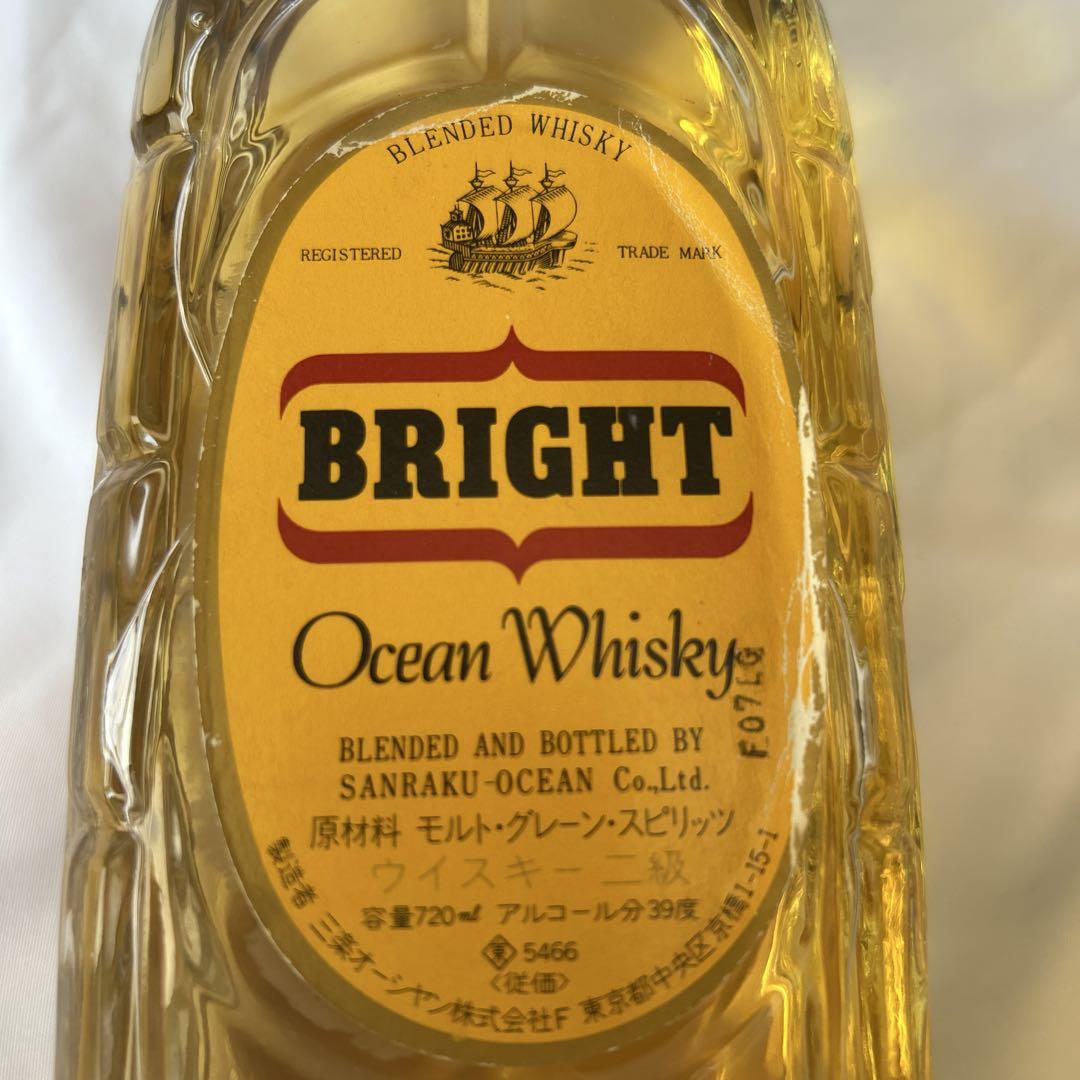 BLENDED WHISKY
REGISTERED TRADE MARK
BRIGHT
Ocean Whisky
F07LG
BLENDED AND BOTTLED BY
SANRAKU-OCEAN Co.,Ltd.
原材料 モルト・グレーン・スピリッツ
ウイスキー 二級
容量720ml アルコール分39度
東 5466
〈従価〉
製造者 三楽オーシャン株式会社F 東京都中央区京橋1-15-1